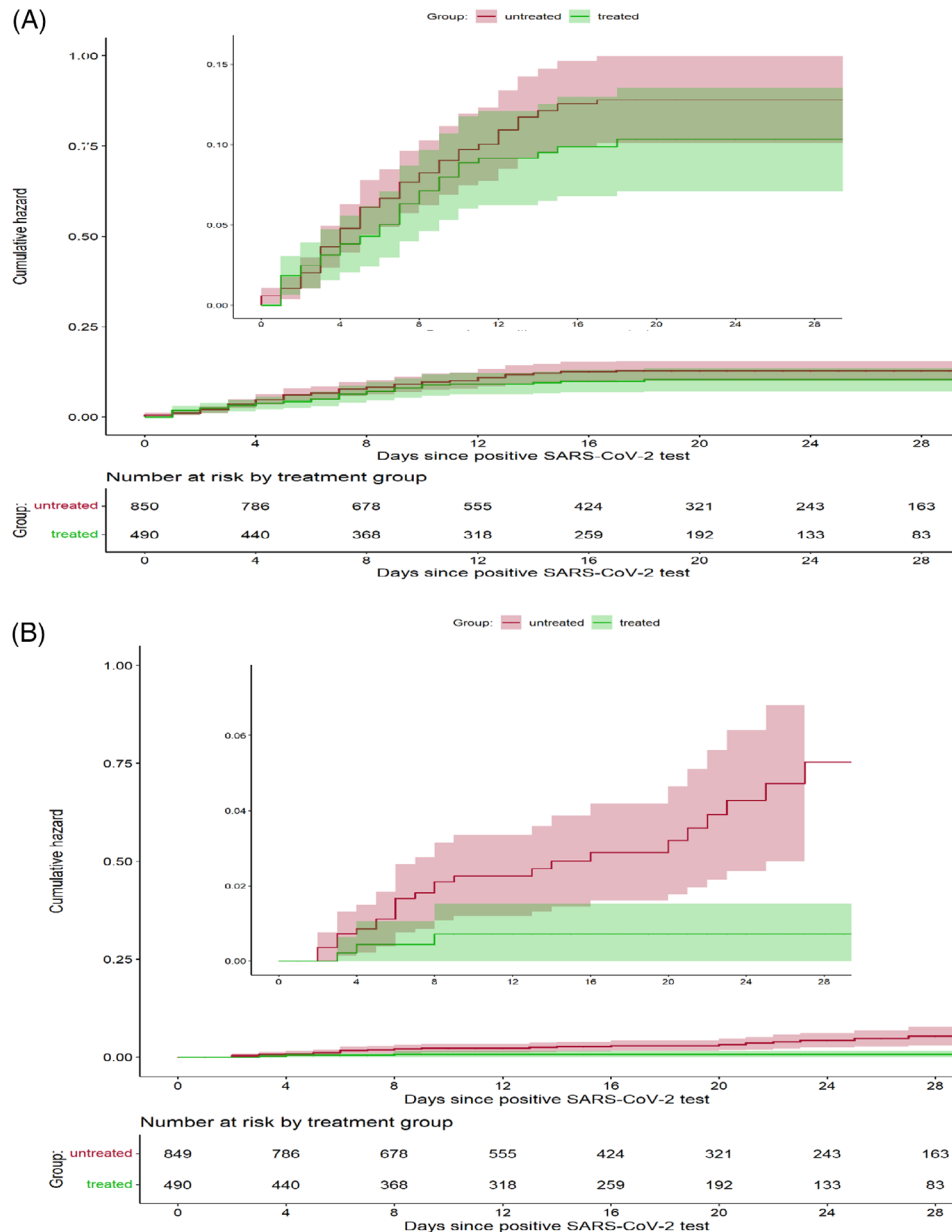 (A)
Group: untreated treated
1.00
0.75
0.50
0.25
0.00
Cumulative hazard
0.15
0.10
0.05
0.00
0 4 8 12 16 20 24 28
0 4 8 12 16 20 24 28
Days since positive SARS-CoV-2 test
Number at risk by treatment group
Group:
untreated 850 786 678 555 424 321 243 163
treated 490 440 368 318 259 192 133 83
0 4 8 12 16 20 24 28
Days since positive SARS-CoV-2 test
(B)
Group: untreated treated
1.00
0.75
0.50
0.25
0.00
Cumulative hazard
0.06
0.04
0.02
0.00
0 4 8 12 16 20 24 28
0 4 8 12 16 20 24 28
Days since positive SARS-CoV-2 test
Number at risk by treatment group
Group:
untreated 849 786 678 555 424 321 243 163
treated 490 440 368 318 259 192 133 83
0 4 8 12 16 20 24 28
Days since positive SARS-CoV-2 test